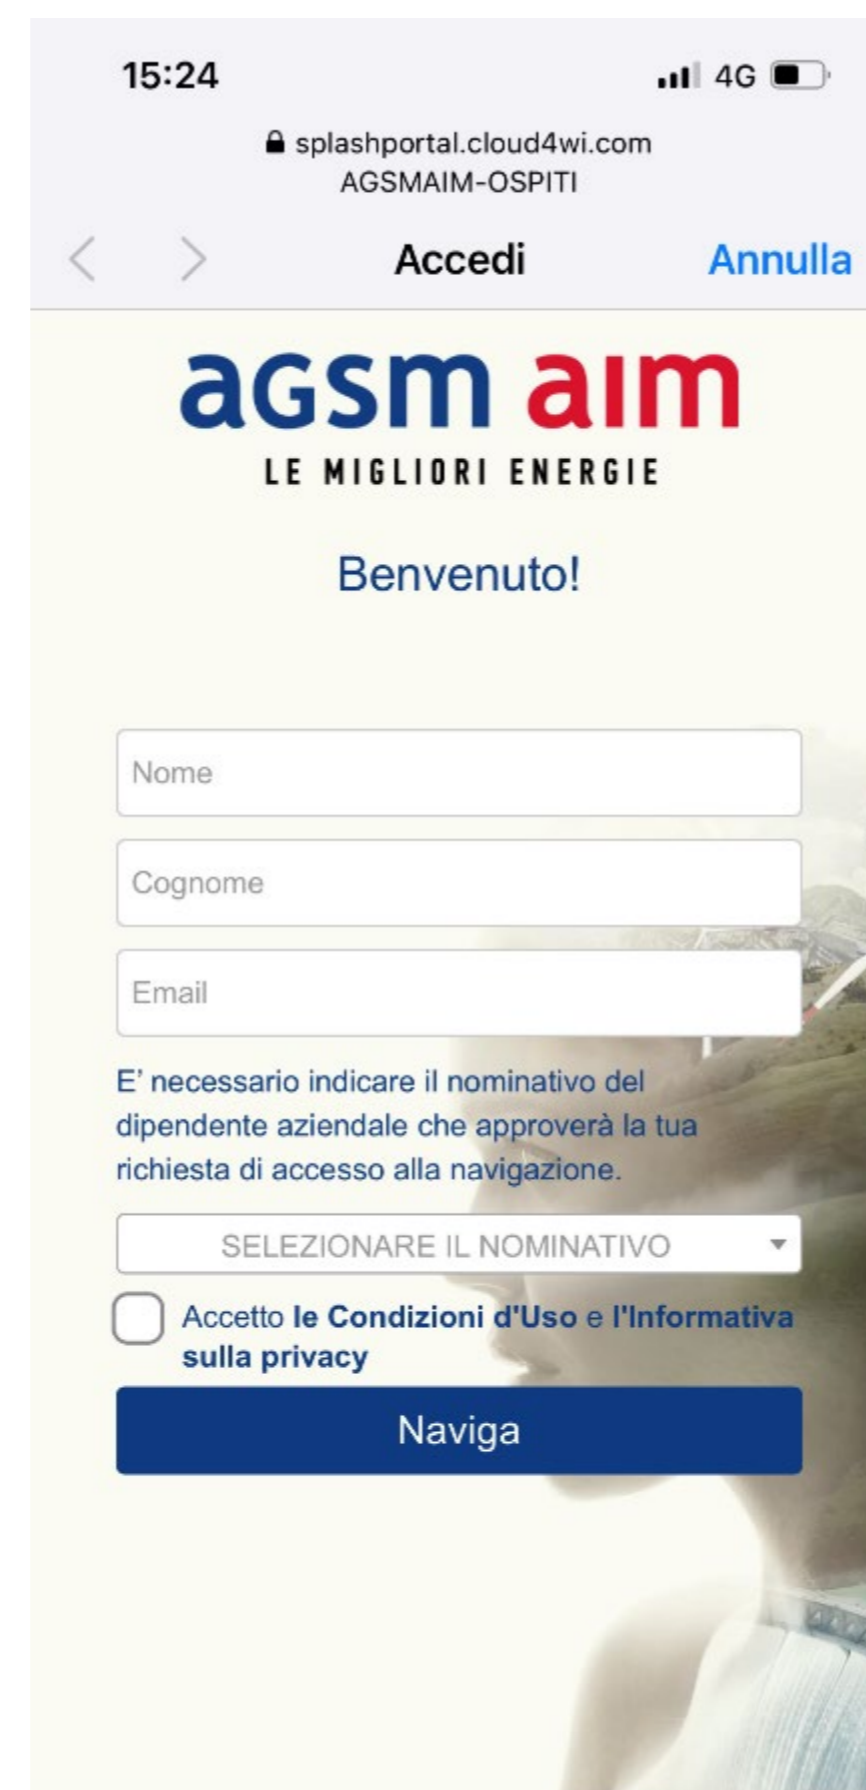 15:24
4G
splashportal.cloud4wi.com
AGSMAIM-OSPITI
Accedi
Annulla
aGsm aım
LE MIGLIORI ENERGIE
Benvenuto!
Nome
Cognome
Email
E' necessario indicare il nominativo del
dipendente aziendale che approverà la tua
richiesta di accesso alla navigazione.
SELEZIONARE IL NOMINATIVO
Accetto le Condizioni d'Uso e l'Informativa
sulla privacy
Naviga